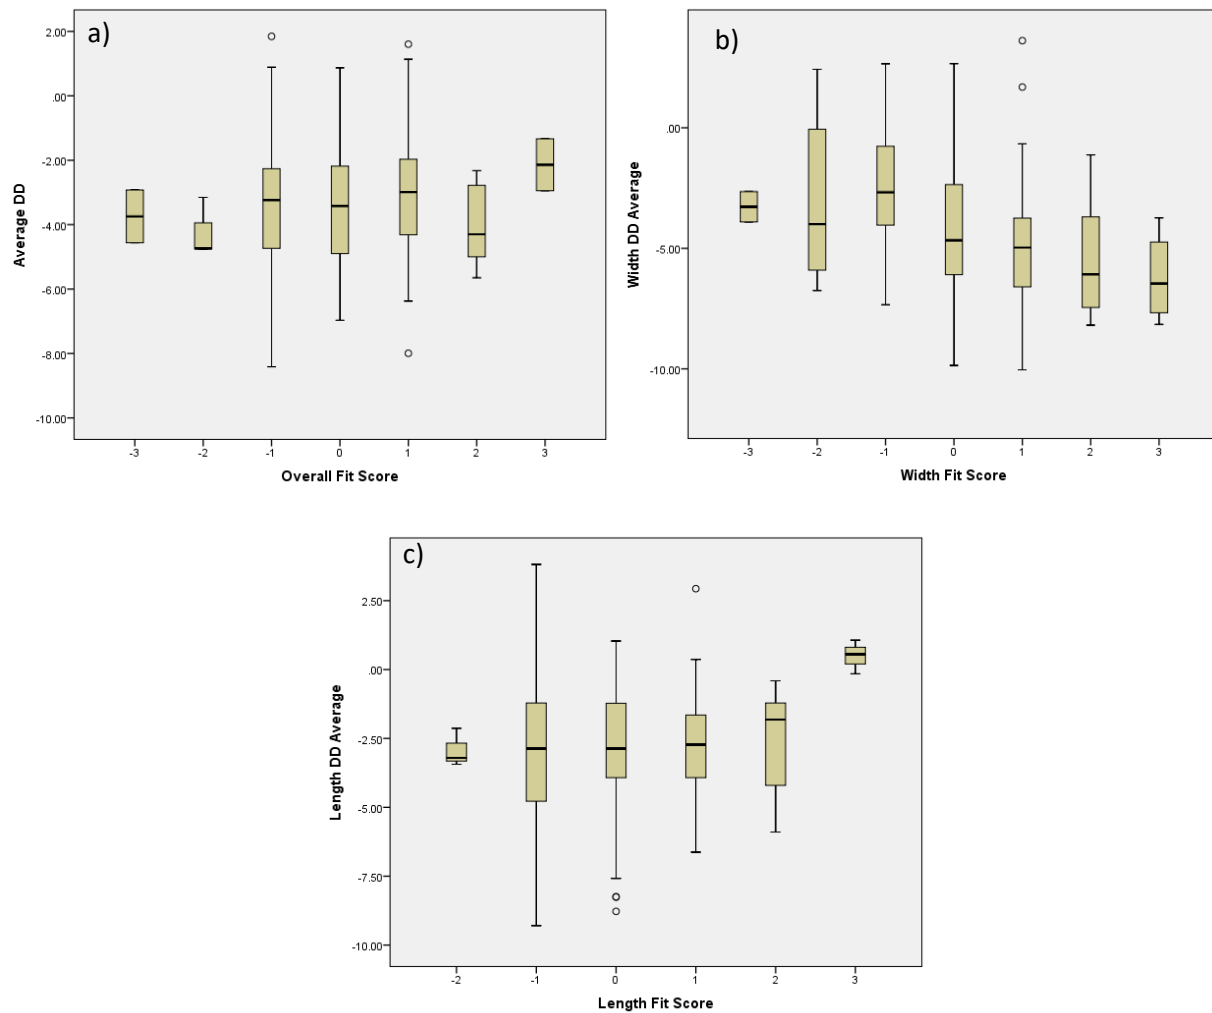 a)
2.00
.00
-2.00
-4.00
-6.00
-8.00
-10.00
Average DD
-3 -2 -1 0 1 2 3
Overall Fit Score
b)
.00
-5.00
-10.00
Width DD Average
-3 -2 -1 0 1 2 3
Width Fit Score
c)
2.50
.00
-2.50
-5.00
-7.50
-10.00
Length DD Average
-2 -1 0 1 2 3
Length Fit Score